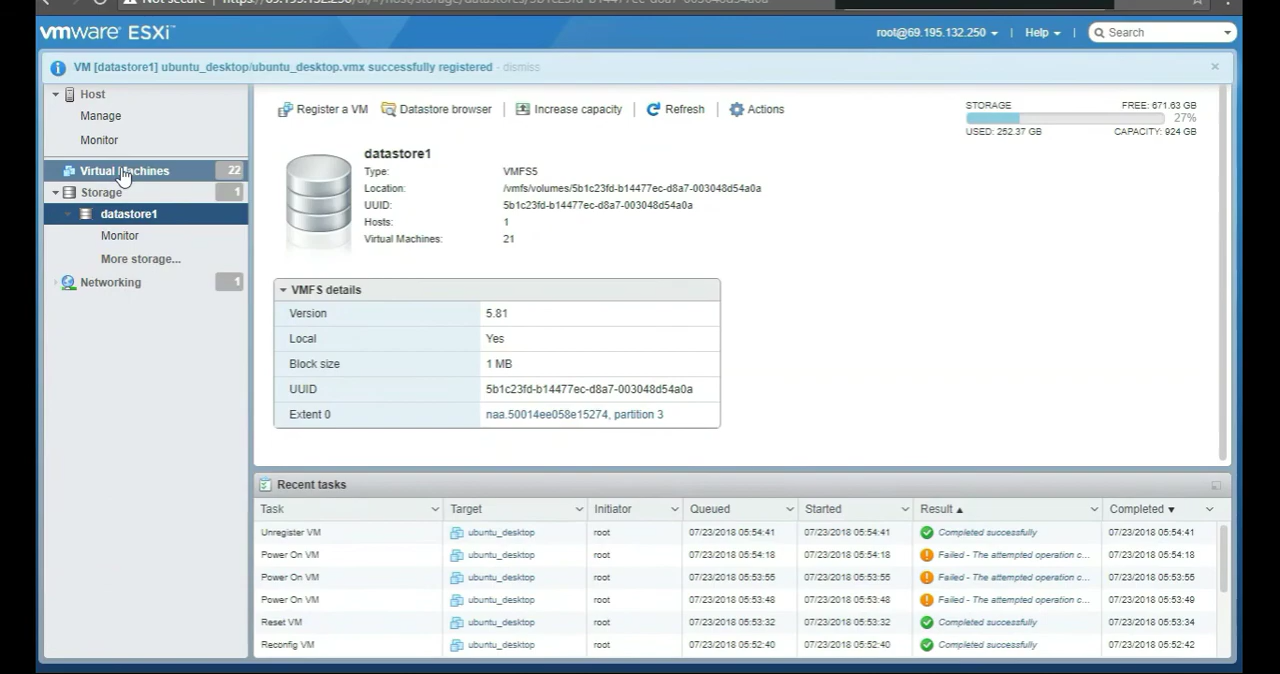 Not secure
vmware ESXi™
root@69.195.132.250
Help
Search
VM [datastore1] ubuntu_desktop/ubuntu_desktop.vmx successfully registered - dismiss
Host
Manage
Monitor
Virtual Machines 22
Storage 1
datastore1
Monitor
More storage...
Networking 1
Register a VM
Datastore browser
Increase capacity
Refresh
Actions
STORAGE FREE: 671.63 GB
27%
USED: 252.37 GB CAPACITY: 924 GB
datastore1
Type: VMFS5
Location: /vmfs/volumes/5b1c23fd-b14477ec-d8a7-003048d54a0a
UUID: 5b1c23fd-b14477ec-d8a7-003048d54a0a
Hosts: 1
Virtual Machines: 21
VMFS details
Version 5.81
Local Yes
Block size 1 MB
UUID 5b1c23fd-b14477ec-d8a7-003048d54a0a
Extent 0 naa.50014ee058e15274, partition 3
Recent tasks
Task Target Initiator Queued Started Result ▲ Completed ▼
Unregister VM ubuntu_desktop root 07/23/2018 05:54:41 07/23/2018 05:54:41 Completed successfully 07/23/2018 05:54:41
Power On VM ubuntu_desktop root 07/23/2018 05:54:18 07/23/2018 05:54:18 Failed - The attempted operation c... 07/23/2018 05:54:18
Power On VM ubuntu_desktop root 07/23/2018 05:53:55 07/23/2018 05:53:55 Failed - The attempted operation c... 07/23/2018 05:53:55
Power On VM ubuntu_desktop root 07/23/2018 05:53:48 07/23/2018 05:53:48 Failed - The attempted operation c... 07/23/2018 05:53:49
Reset VM ubuntu_desktop root 07/23/2018 05:53:32 07/23/2018 05:53:32 Completed successfully 07/23/2018 05:53:34
Reconfig VM ubuntu_desktop root 07/23/2018 05:52:40 07/23/2018 05:52:40 Completed successfully 07/23/2018 05:52:42